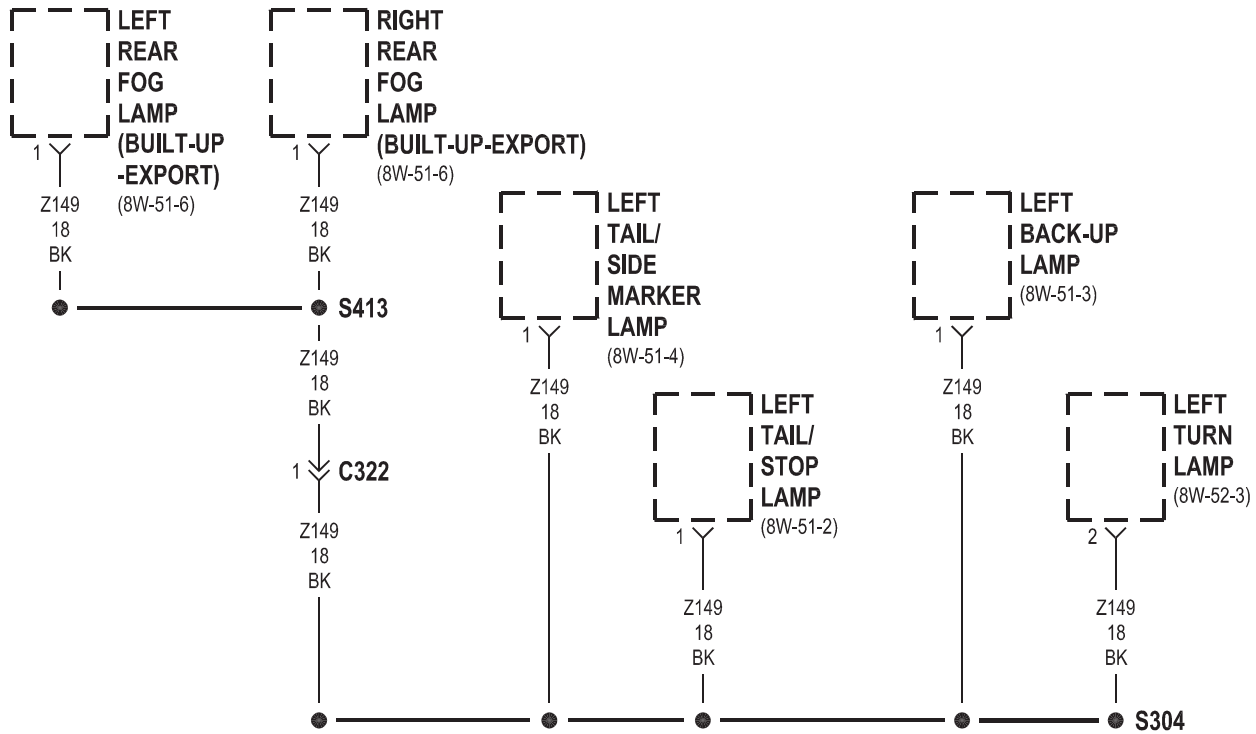 LEFT
REAR
FOG
LAMP
(BUILT-UP
-EXPORT)
(8W-51-6)
1
Z149
18
BK
RIGHT
REAR
FOG
LAMP
(BUILT-UP-EXPORT)
(8W-51-6)
1
Z149
18
BK
S413
Z149
18
BK
1
C322
Z149
18
BK
LEFT
TAIL/
SIDE
MARKER
LAMP
(8W-51-4)
1
Z149
18
BK
LEFT
TAIL/
STOP
LAMP
(8W-51-2)
1
Z149
18
BK
LEFT
BACK-UP
LAMP
(8W-51-3)
1
Z149
18
BK
LEFT
TURN
LAMP
(8W-52-3)
2
Z149
18
BK
S304